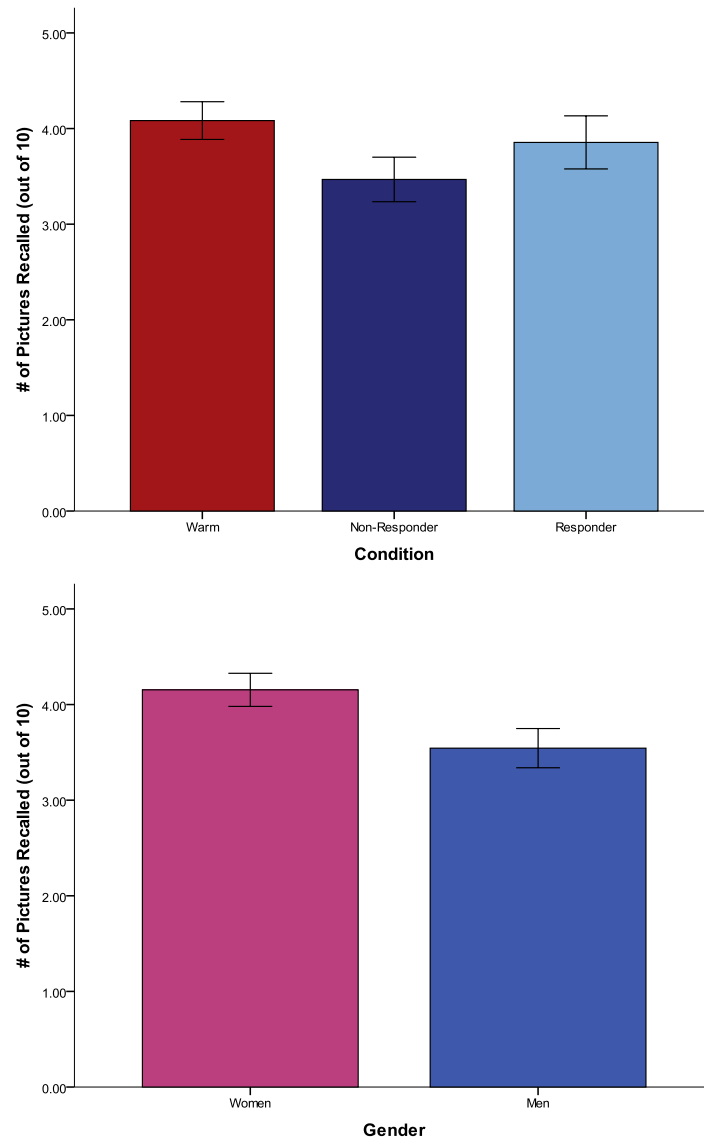 5.00
4.00
3.00
2.00
1.00
0.00
# of Pictures Recalled (out of 10)
Warm Non-Responder Responder
Condition
5.00
4.00
3.00
2.00
1.00
0.00
# of Pictures Recalled (out of 10)
Women Men
Gender